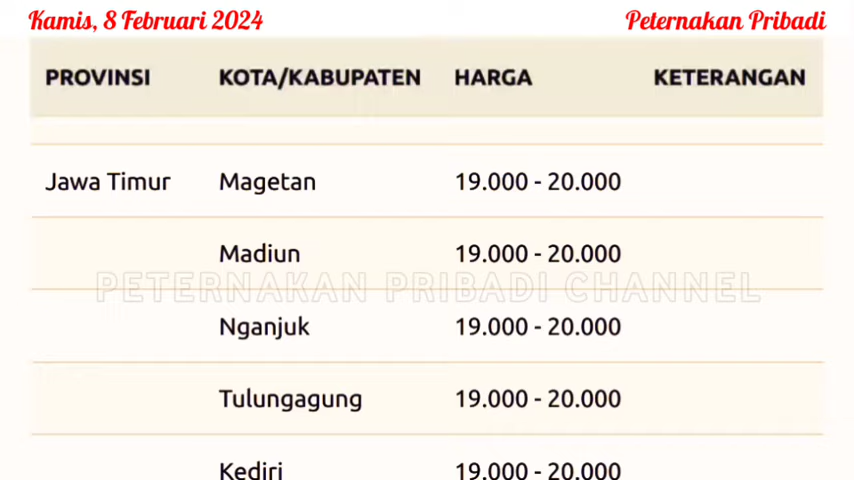 Kamis, 8 Februari 2024 Peternakan Pribadi
PROVINSI KOTA/KABUPATEN HARGA KETERANGAN
Jawa Timur Magetan 19.000 - 20.000
Madiun 19.000 - 20.000
PETERNAKAN PRIBADI CHANNEL
Nganjuk 19.000 - 20.000
Tulungagung 19.000 - 20.000
Kediri 19.000 - 20.000